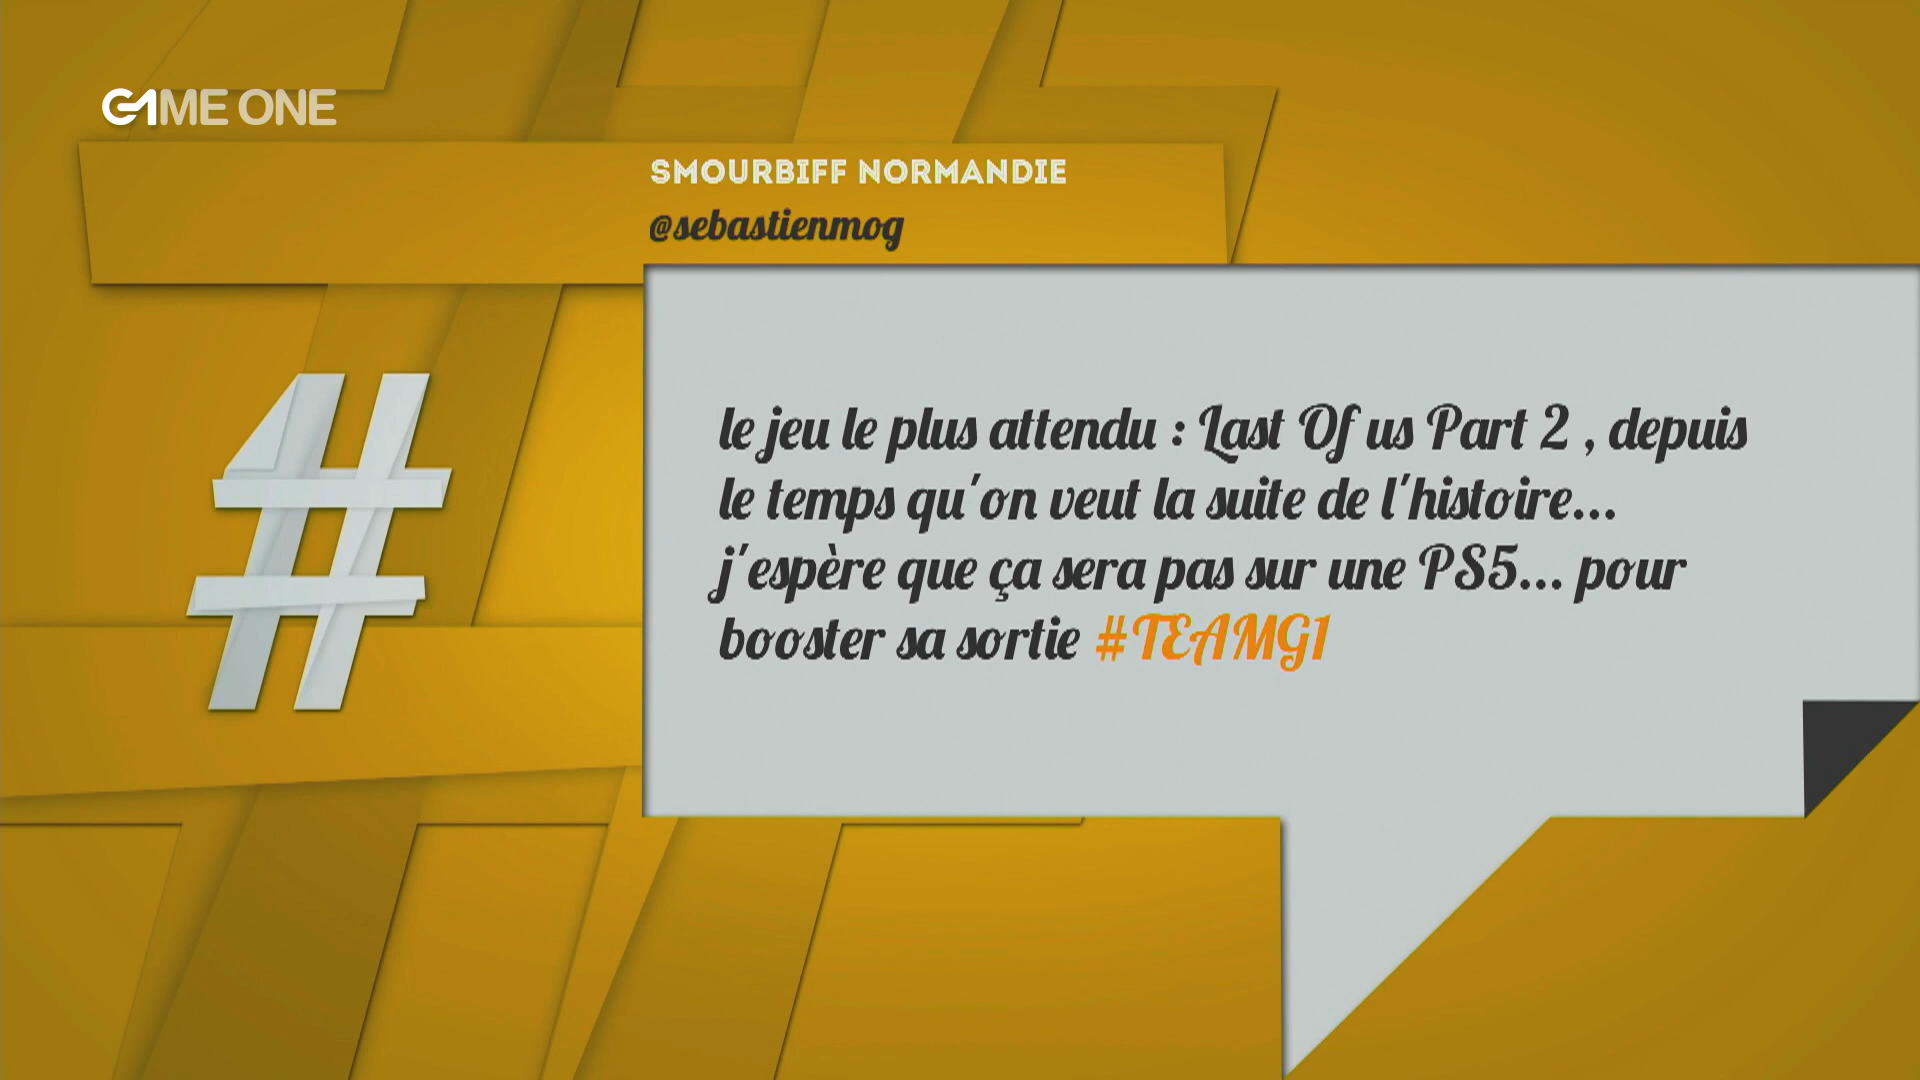 GAME ONE
SMOURBIFF NORMANDIE
@sebastienmog
le jeu le plus attendu : Last Of us Part 2 , depuis
le temps qu'on veut la suite de l'histoire...
j'espère que ça sera pas sur une PS5... pour
booster sa sortie #TEAMG1